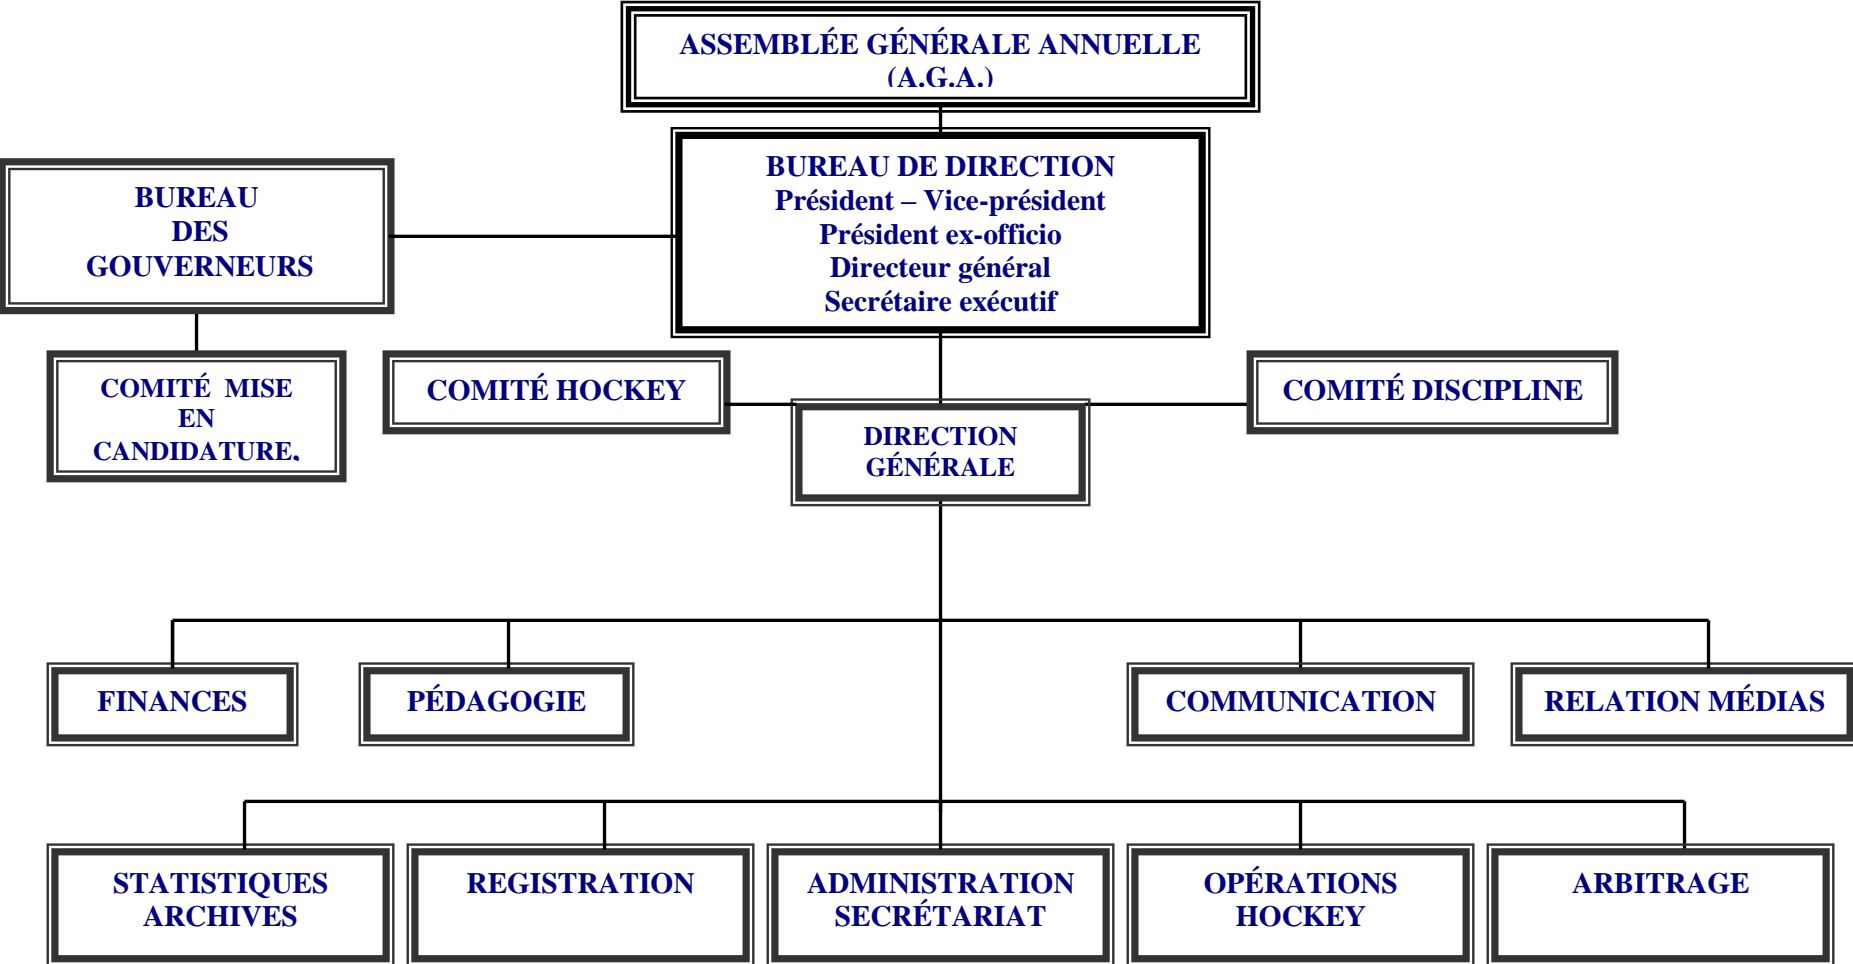 ASSEMBLÉE GÉNÉRALE ANNUELLE
(A.G.A.)
BUREAU DE DIRECTION
Président – Vice-président
Président ex-officio
Directeur général
Secrétaire exécutif
BUREAU
DES
GOUVERNEURS
COMITÉ MISE
EN
CANDIDATURE,
COMITÉ HOCKEY
COMITÉ DISCIPLINE
DIRECTION
GÉNÉRALE
FINANCES
PÉDAGOGIE
COMMUNICATION
RELATION MÉDIAS
STATISTIQUES
ARCHIVES
REGISTRATION
ADMINISTRATION
SECRÉTARIAT
OPÉRATIONS
HOCKEY
ARBITRAGE